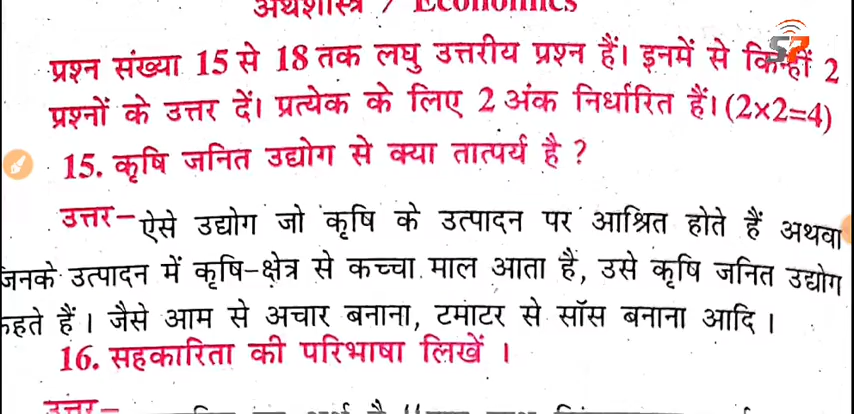 अर्थशास्त्र / Economics
प्रश्न संख्या 15 से 18 तक लघु उत्तरीय प्रश्न हैं। इनमें से किन्हीं 2
प्रश्नों के उत्तर दें। प्रत्येक के लिए 2 अंक निर्धारित हैं। (2×2=4)
15. कृषि जनित उद्योग से क्या तात्पर्य है ?
उत्तर– ऐसे उद्योग जो कृषि के उत्पादन पर आश्रित होते हैं अथवा
जिनके उत्पादन में कृषि-क्षेत्र से कच्चा माल आता है, उसे कृषि जनित उद्योग
कहते हैं। जैसे आम से अचार बनाना, टमाटर से सॉस बनाना आदि।
16. सहकारिता की परिभाषा लिखें ।
उत्तर–